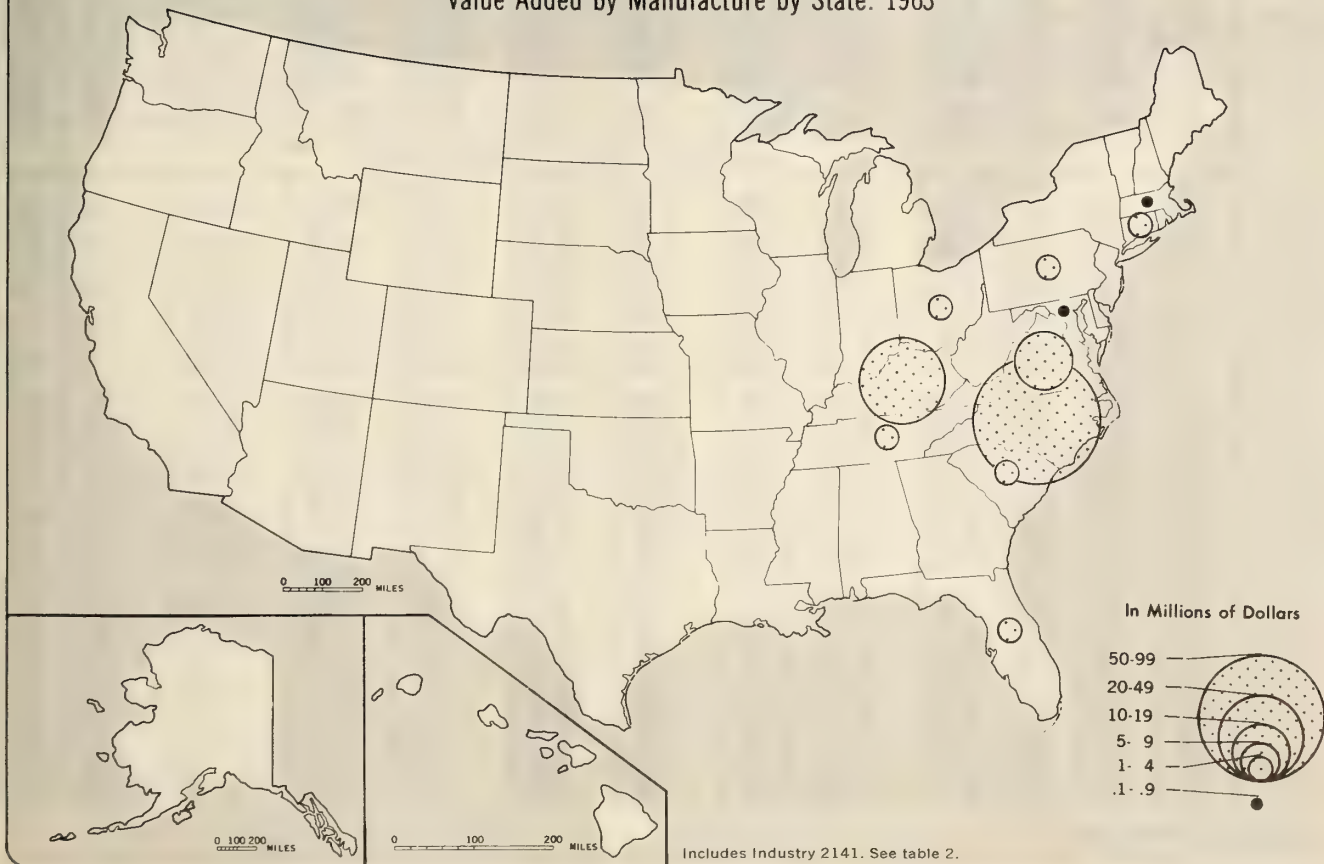 Value Added by Manufacture by State: 1963
0 100 200 MILES
In Millions of Dollars
50-99
20-49
10-19
5- 9
1- 4
.1- .9
0 100 200 MILES
0 100 200 MILES
Includes Industry 2141. See table 2.